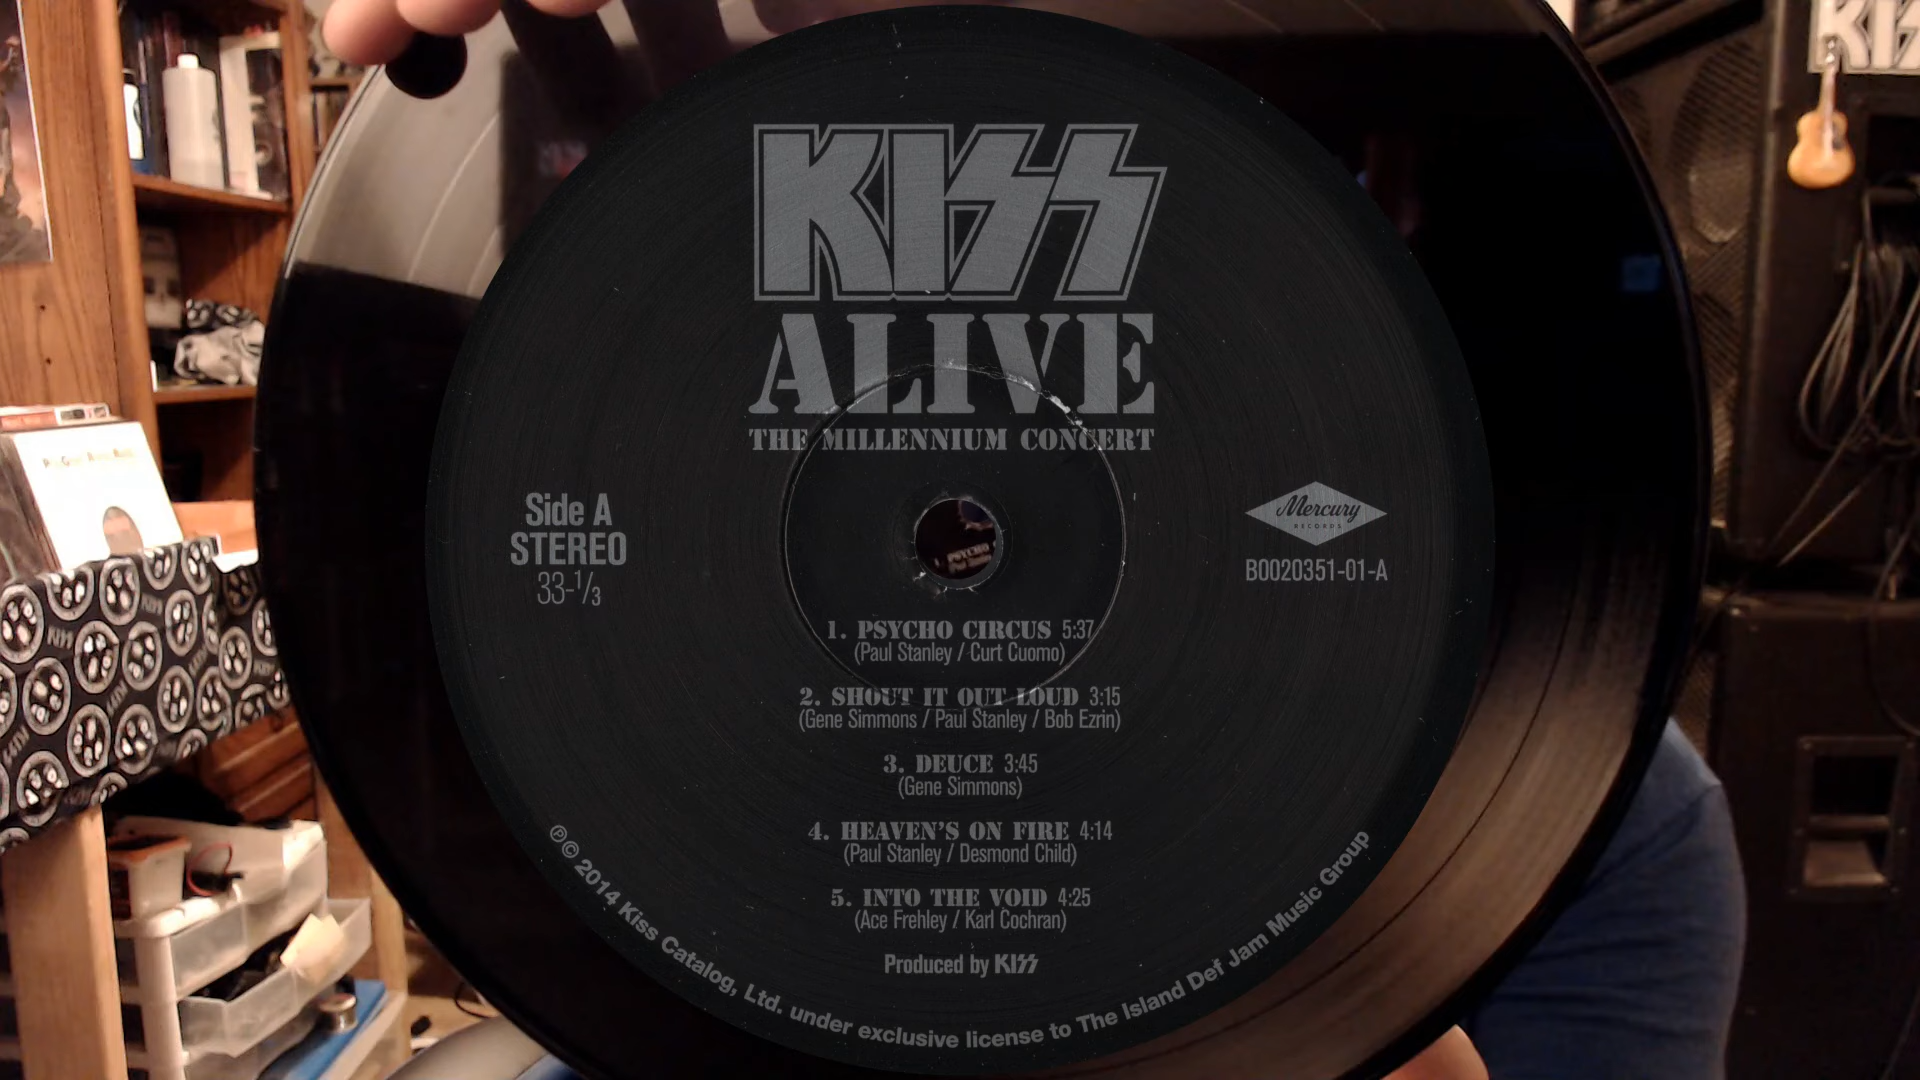 KISS
ALIVE
THE MILLENNIUM CONCERT
Side A
STEREO
33-1/3
Mercury
RECORDS
B0020351-01-A
1. PSYCHO CIRCUS 5:37
(Paul Stanley / Curt Cuomo)
2. SHOUT IT OUT LOUD 3:15
(Gene Simmons / Paul Stanley / Bob Ezrin)
3. DEUCE 3:45
(Gene Simmons)
4. HEAVEN'S ON FIRE 4:14
(Paul Stanley / Desmond Child)
5. INTO THE VOID 4:25
(Ace Frehley / Karl Cochran)
Produced by KISS
℗© 2014 Kiss Catalog, Ltd. under exclusive license to The Island Def Jam Music Group
PSYCHO
KISS
KISS